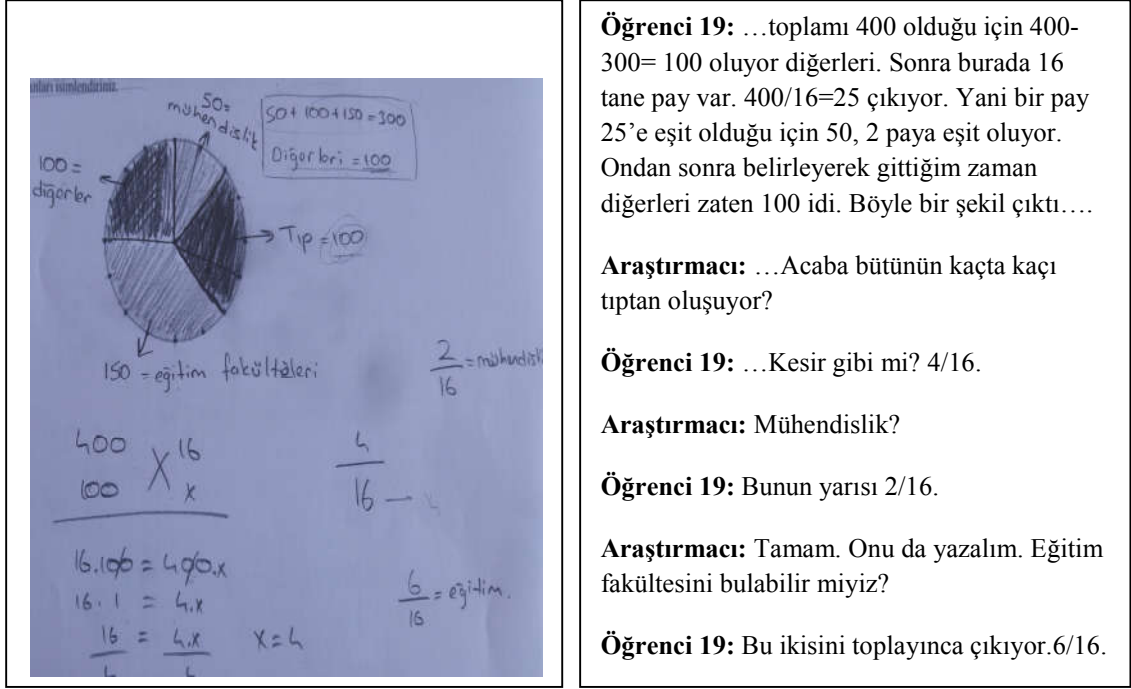 anları isimlendiriniz.
50=
mühendislik
50+100+150=300
Diğerleri = 100
100=
diğerler
Tıp =100
150 = eğitim fakülteleri
2/16 = mühendisli
400 16
100 x
4/16
16.100 = 400.x
16.1 = 4.x
16 = 4.x x=4
4 4
6/16 = eğitim.
Öğrenci 19: …toplamı 400 olduğu için 400-
300= 100 oluyor diğerleri. Sonra burada 16
tane pay var. 400/16=25 çıkıyor. Yani bir pay
25’e eşit olduğu için 50, 2 paya eşit oluyor.
Ondan sonra belirleyerek gittiğim zaman
diğerleri zaten 100 idi. Böyle bir şekil çıktı….
Araştırmacı: …Acaba bütünün kaçta kaçı
tıptan oluşuyor?
Öğrenci 19: …Kesir gibi mi? 4/16.
Araştırmacı: Mühendislik?
Öğrenci 19: Bunun yarısı 2/16.
Araştırmacı: Tamam. Onu da yazalım. Eğitim
fakültesini bulabilir miyiz?
Öğrenci 19: Bu ikisini toplayınca çıkıyor.6/16.